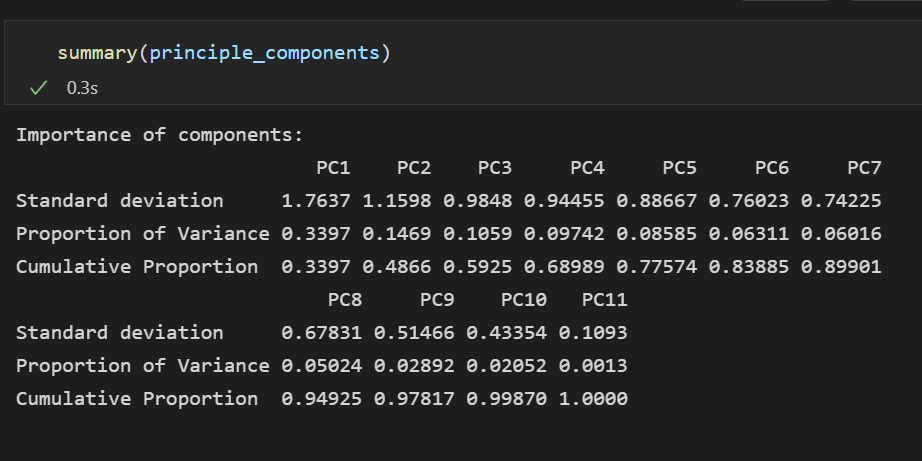 summary(principle_components)
0.3s
Importance of components:
PC1 PC2 PC3 PC4 PC5 PC6 PC7
Standard deviation 1.7637 1.1598 0.9848 0.94455 0.88667 0.76023 0.74225
Proportion of Variance 0.3397 0.1469 0.1059 0.09742 0.08585 0.06311 0.06016
Cumulative Proportion 0.3397 0.4866 0.5925 0.68989 0.77574 0.83885 0.89901
PC8 PC9 PC10 PC11
Standard deviation 0.67831 0.51466 0.43354 0.1093
Proportion of Variance 0.05024 0.02892 0.02052 0.0013
Cumulative Proportion 0.94925 0.97817 0.99870 1.0000